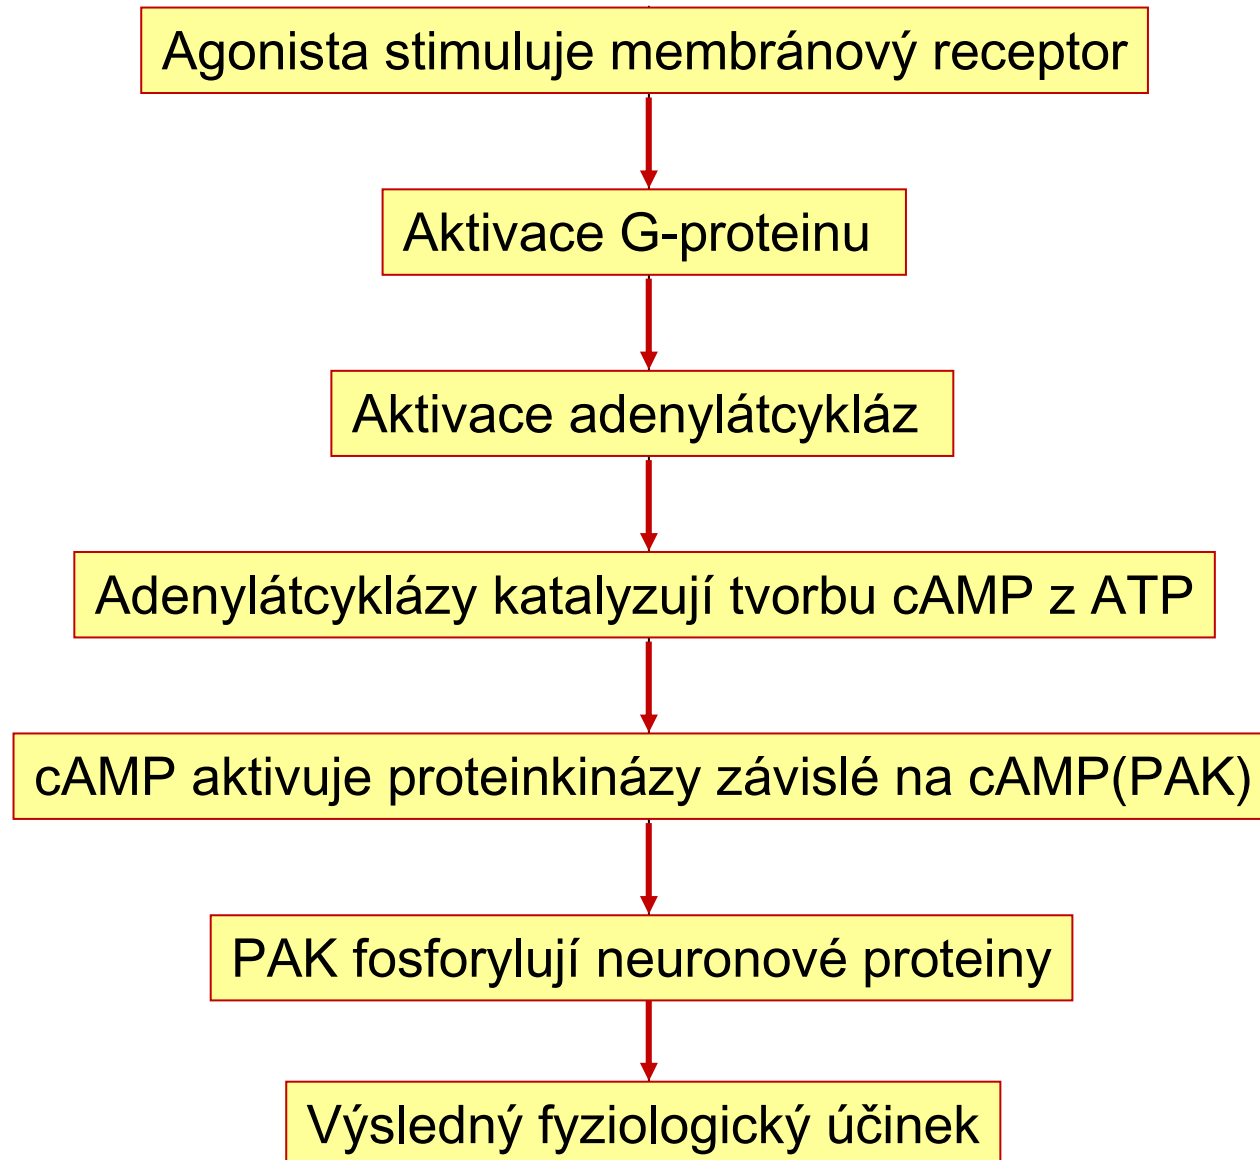 Agonista stimuluje membránový receptor
Aktivace G-proteinu
Aktivace adenylátcykláz
Adenylátcyklázy katalyzují tvorbu cAMP z ATP
cAMP aktivuje proteinkinázy závislé na cAMP(PAK)
PAK fosforylují neuronové proteiny
Výsledný fyziologický účinek